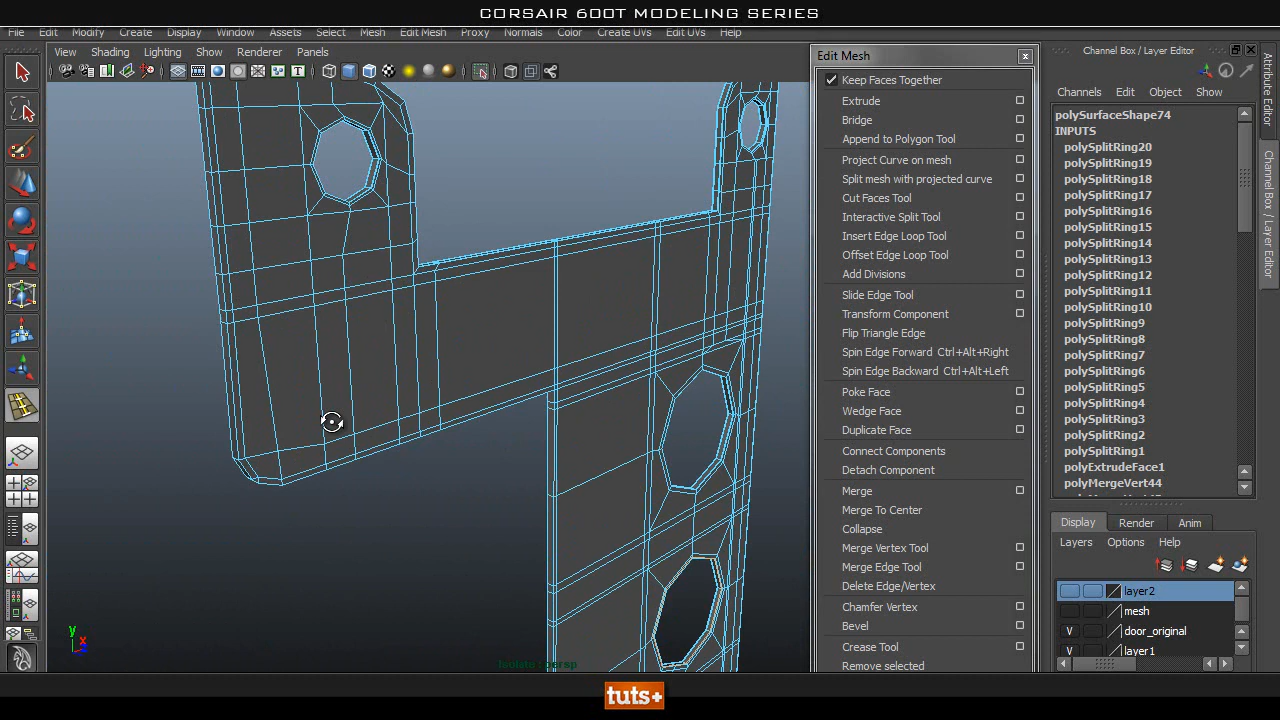 CORSAIR 600T MODELING SERIES
File Edit Modify Create Display Window Assets Select Mesh Edit Mesh Proxy Normals Color Create UVs Edit UVs Help
View Shading Lighting Show Renderer Panels
Edit Mesh
Keep Faces Together
Extrude
Bridge
Append to Polygon Tool
Project Curve on mesh
Split mesh with projected curve
Cut Faces Tool
Interactive Split Tool
Insert Edge Loop Tool
Offset Edge Loop Tool
Add Divisions
Slide Edge Tool
Transform Component
Flip Triangle Edge
Spin Edge Forward Ctrl+Alt+Right
Spin Edge Backward Ctrl+Alt+Left
Poke Face
Wedge Face
Duplicate Face
Connect Components
Detach Component
Merge
Merge To Center
Collapse
Merge Vertex Tool
Merge Edge Tool
Delete Edge/Vertex
Chamfer Vertex
Bevel
Crease Tool
Remove selected
Channel Box / Layer Editor
Channels Edit Object Show
polySurfaceShape74
INPUTS
polySplitRing20
polySplitRing19
polySplitRing18
polySplitRing17
polySplitRing16
polySplitRing15
polySplitRing14
polySplitRing13
polySplitRing12
polySplitRing11
polySplitRing10
polySplitRing9
polySplitRing8
polySplitRing7
polySplitRing6
polySplitRing5
polySplitRing4
polySplitRing3
polySplitRing2
polySplitRing1
polyExtrudeFace1
polyMergeVert44
Display Render Anim
Layers Options Help
layer2
mesh
V door_original
V layer1
Attribute Editor
Channel Box / Layer Editor
y
x
z
Isolate : persp
tuts+